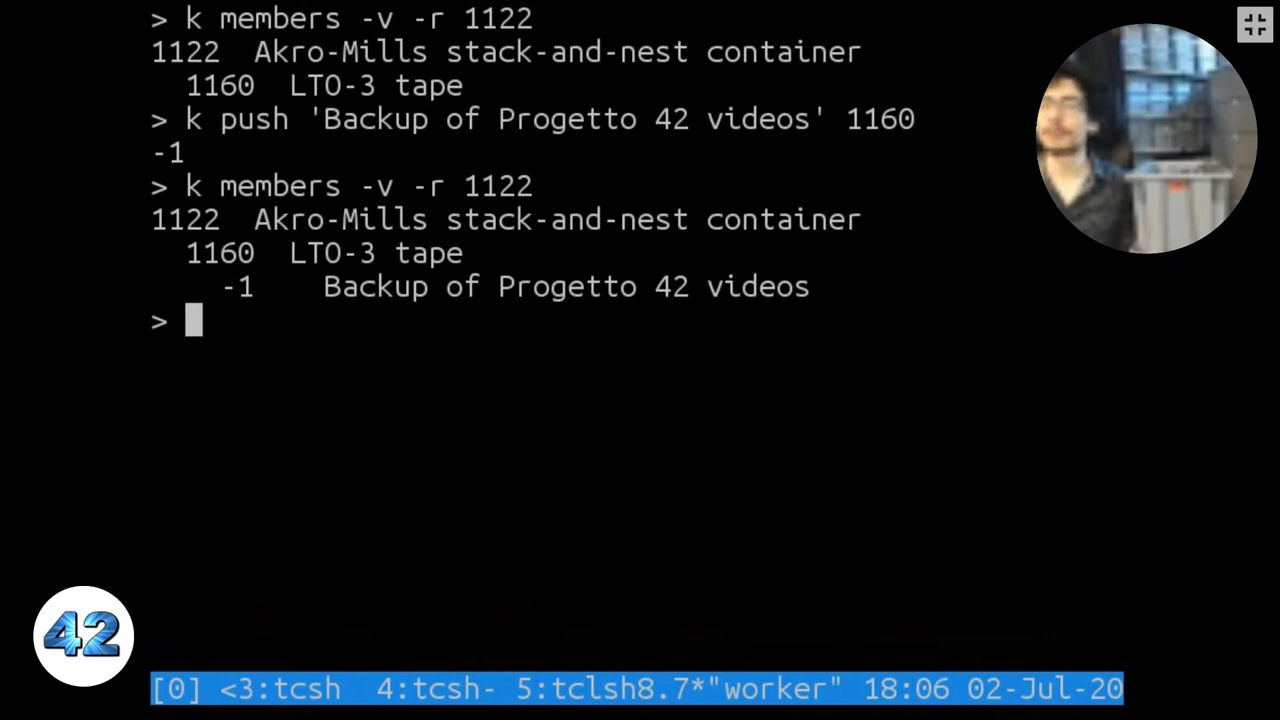 > k members -v -r 1122
1122  Akro-Mills stack-and-nest container
  1160  LTO-3 tape
> k push 'Backup of Progetto 42 videos' 1160
-1
> k members -v -r 1122
1122  Akro-Mills stack-and-nest container
  1160  LTO-3 tape
    -1    Backup of Progetto 42 videos
>
42
[0] <3:tcsh  4:tcsh- 5:tclsh8.7*"worker" 18:06 02-Jul-20